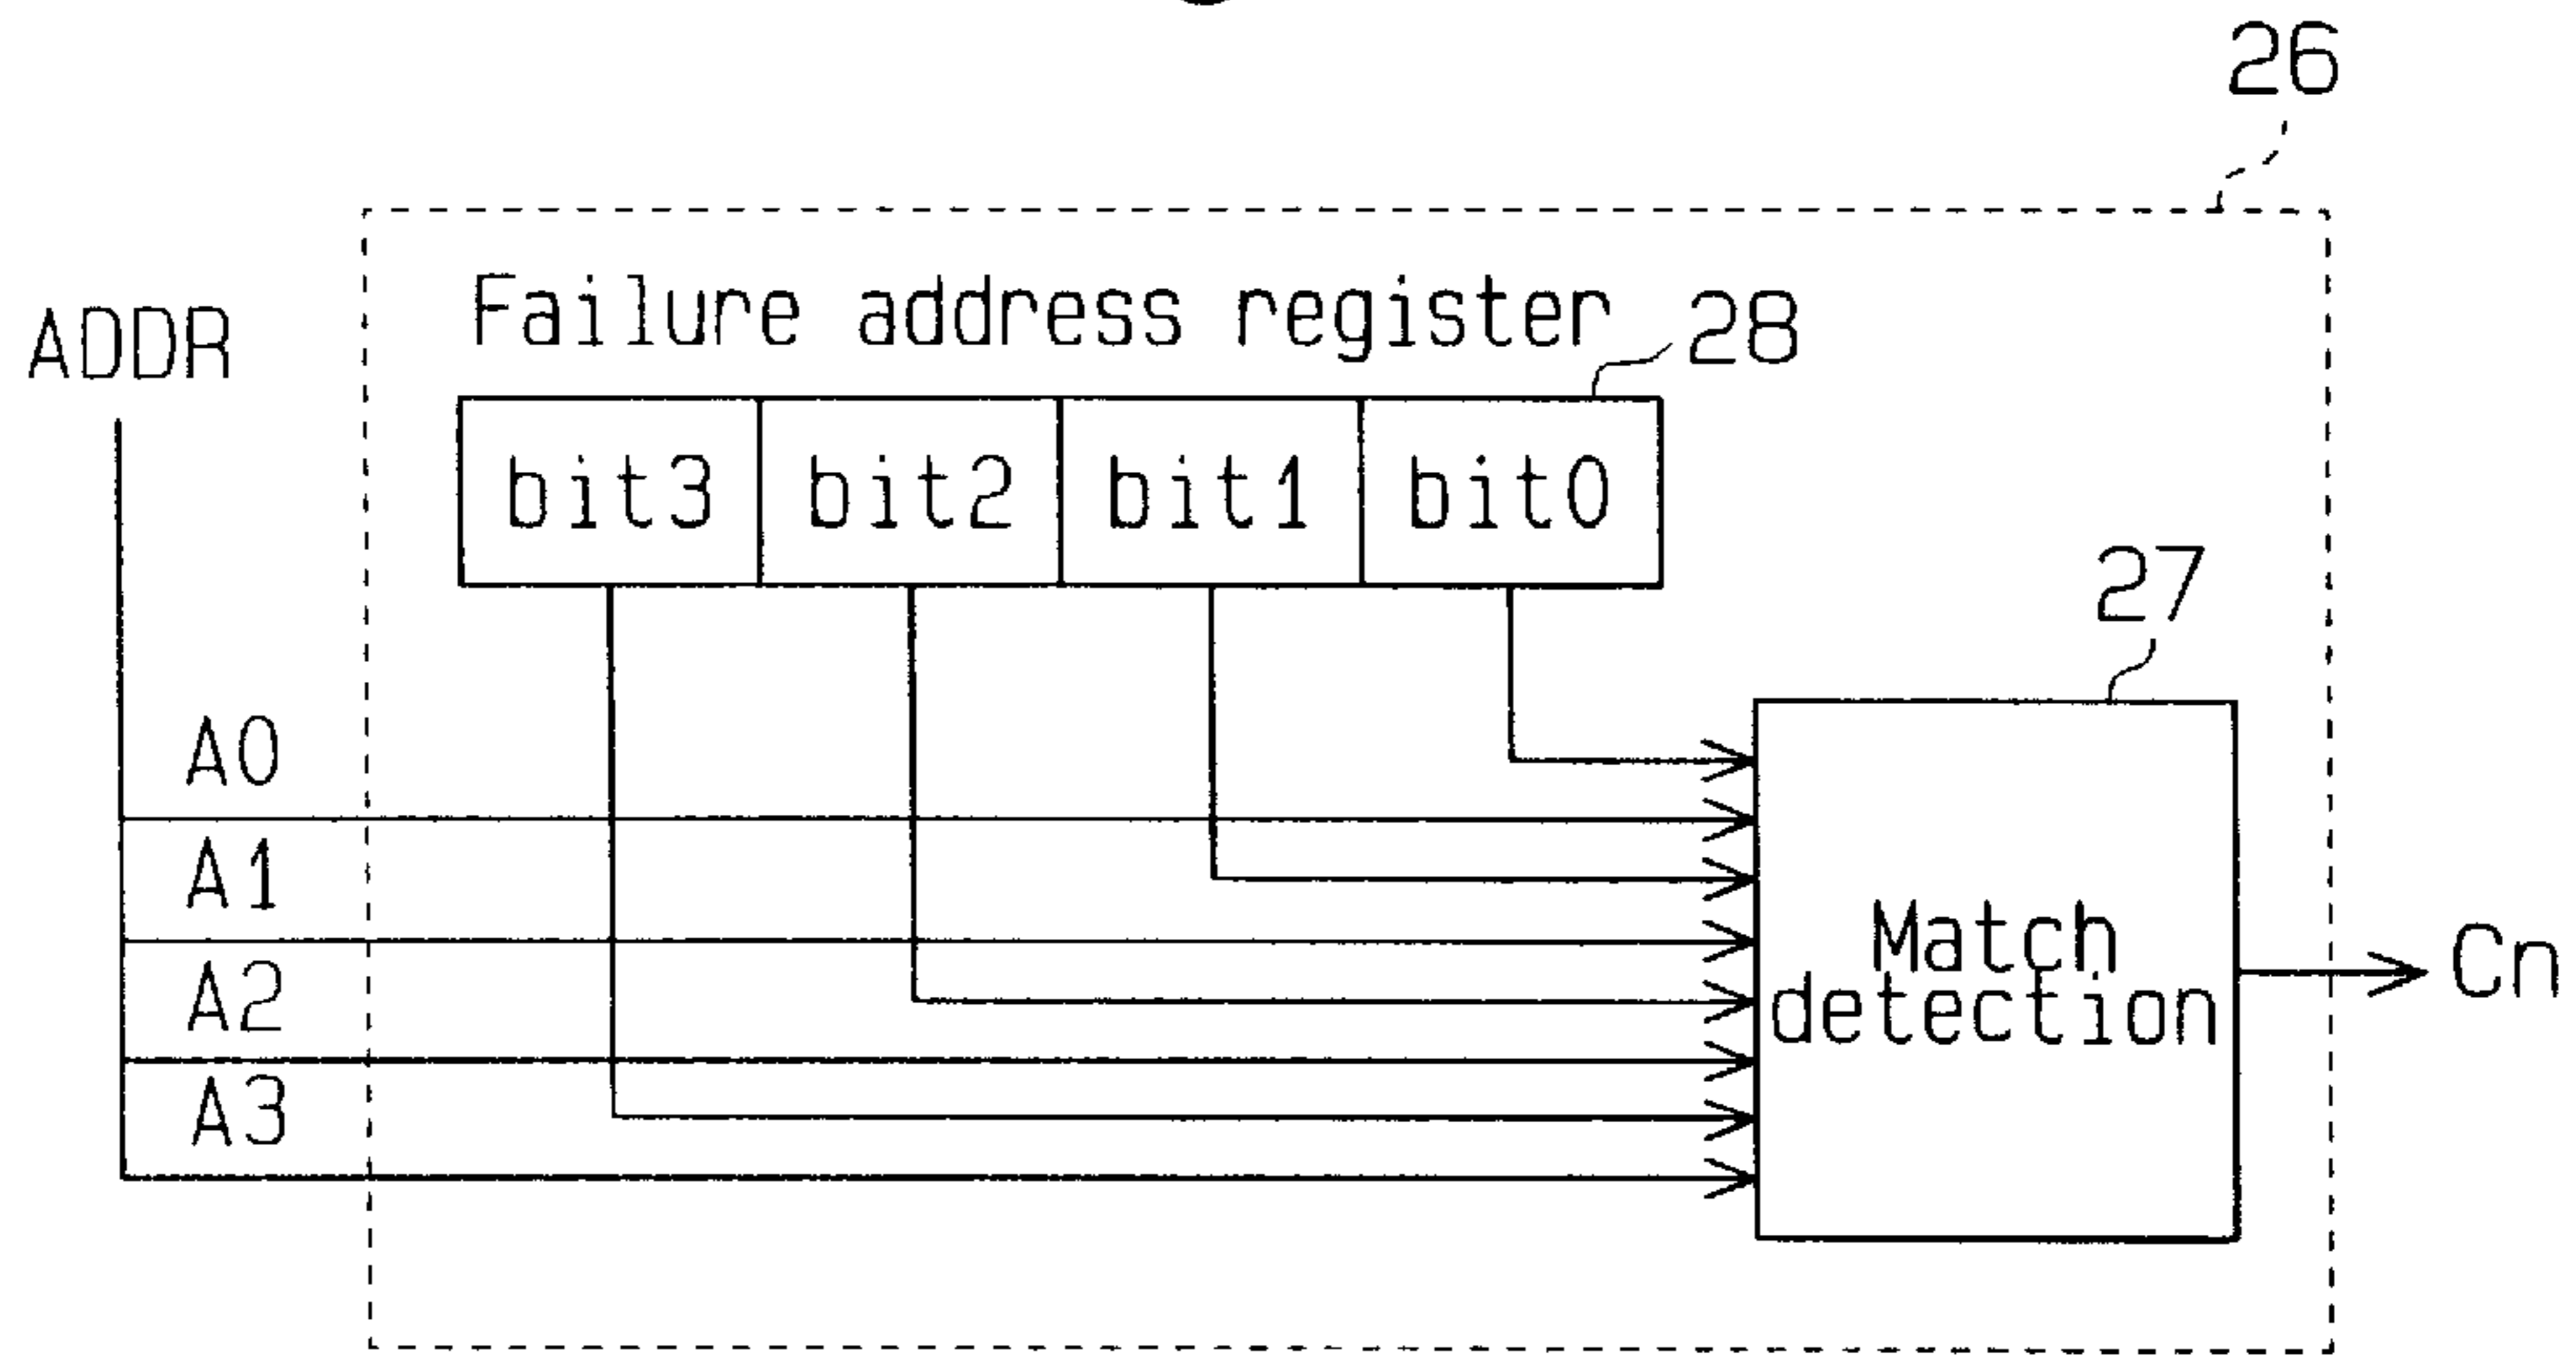 26
Failure address register
28
ADDR
bit3 bit2 bit1 bit0
27
A0
A1
A2
A3
Match
detection
Cn